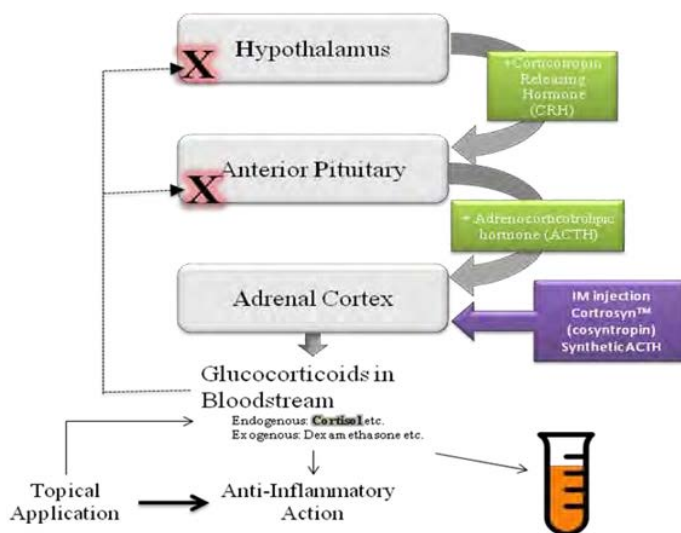 X
Hypothalamus
+Corticotropin
Releasing
Hormone
(CRH)
X
Anterior Pituitary
+ Adrenocorticotropic
hormone (ACTH)
Adrenal Cortex
IM injection
Cortrosyn™
(cosyntropin)
Synthetic ACTH
Glucocorticoids in
Bloodstream
Endogenous: Cortisol etc.
Exogenous: Dexamethasone etc.
Topical
Application
Anti-Inflammatory
Action